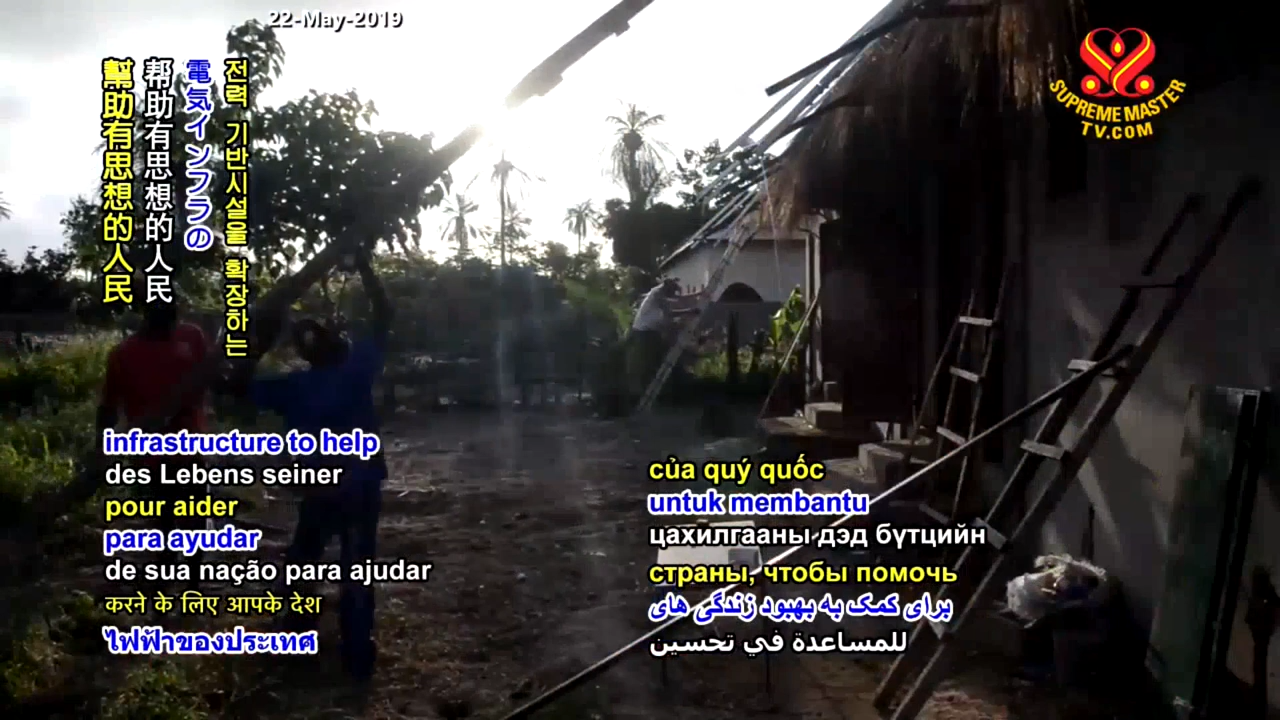 22-May-2019
SUPREME MASTER
TV.COM
幫助有思想的人民
帮助有思想的人民
電気インフラの
전력 기반시설을 확장하는
infrastructure to help
des Lebens seiner
pour aider
para ayudar
de sua nação para ajudar
करने के लिए आपके देश
ไฟฟ้าของประเทศ
của quý quốc
untuk membantu
цахилгааны дэд бүтцийн
страны, чтобы помочь
برای کمک به بهبود زندگی های
للمساعدة في تحسين